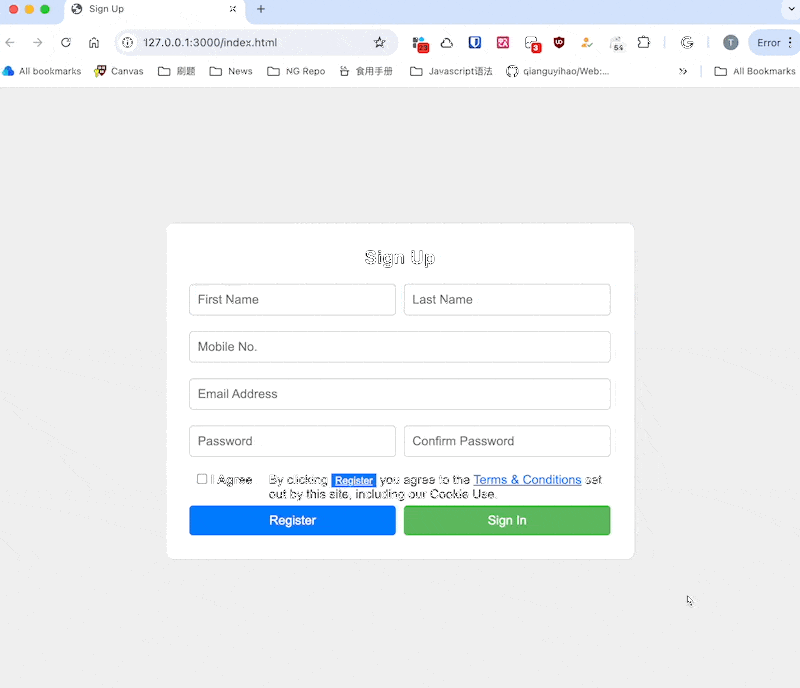 Sign Up
127.0.0.1:3000/index.html
23
3
54
T
Error
All bookmarks
Canvas
刷题
News
NG Repo
食用手册
Javascript语法
qianguyihao/Web:...
All Bookmarks
Sign Up
First Name
Last Name
Mobile No.
Email Address
Password
Confirm Password
I Agree
By clicking Register you agree to the Terms & Conditions set
out by this site, including our Cookie Use.
Register
Sign In